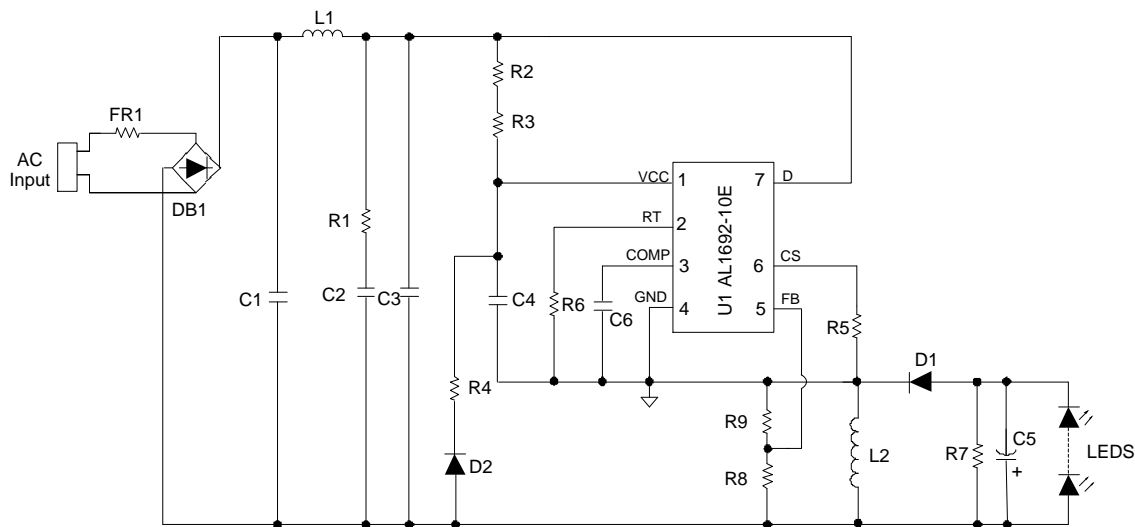 L1
R2
FR1
R3
AC
Input
DB1
VCC
1
7
D
RT
2
R1
U1 AL1692-10E
COMP
3
6
CS
C1
C2
C3
C4
R6
C6
GND
4
5
FB
R5
R4
D1
R9
L2
R7
C5
+
LEDS
D2
R8